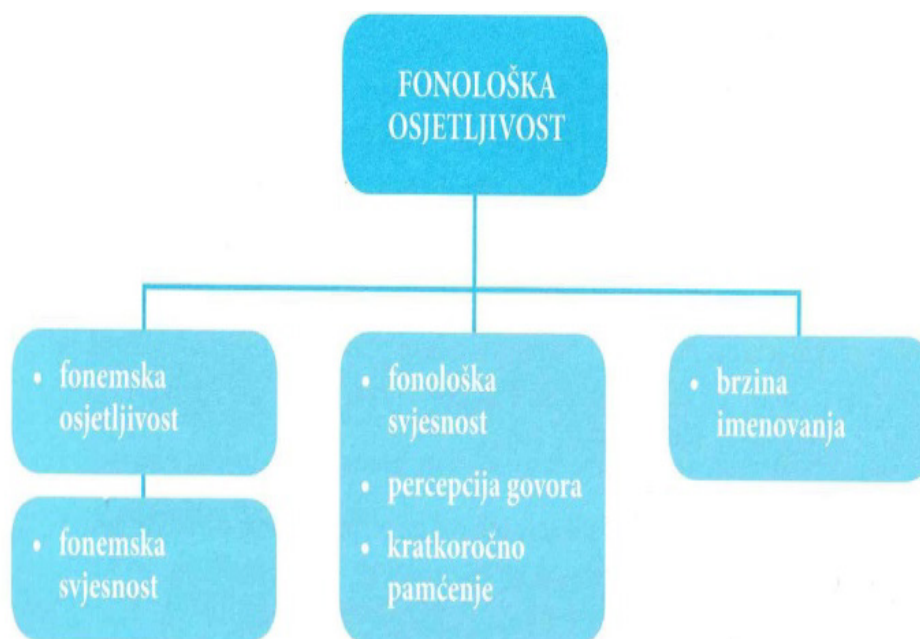 FONOLOŠKA
OSJETLJIVOST
• fonemska
osjetljivost
• fonemska
svjesnost
• fonološka
svjesnost
• percepcija govora
• kratkoročno
pamćenje
• brzina
imenovanja